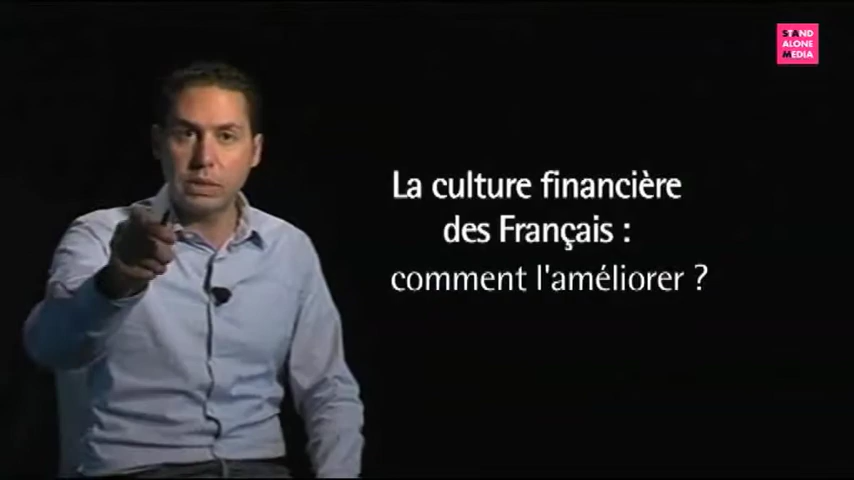 STAND
ALONE
MEDIA
La culture financière
des Français :
comment l'améliorer ?